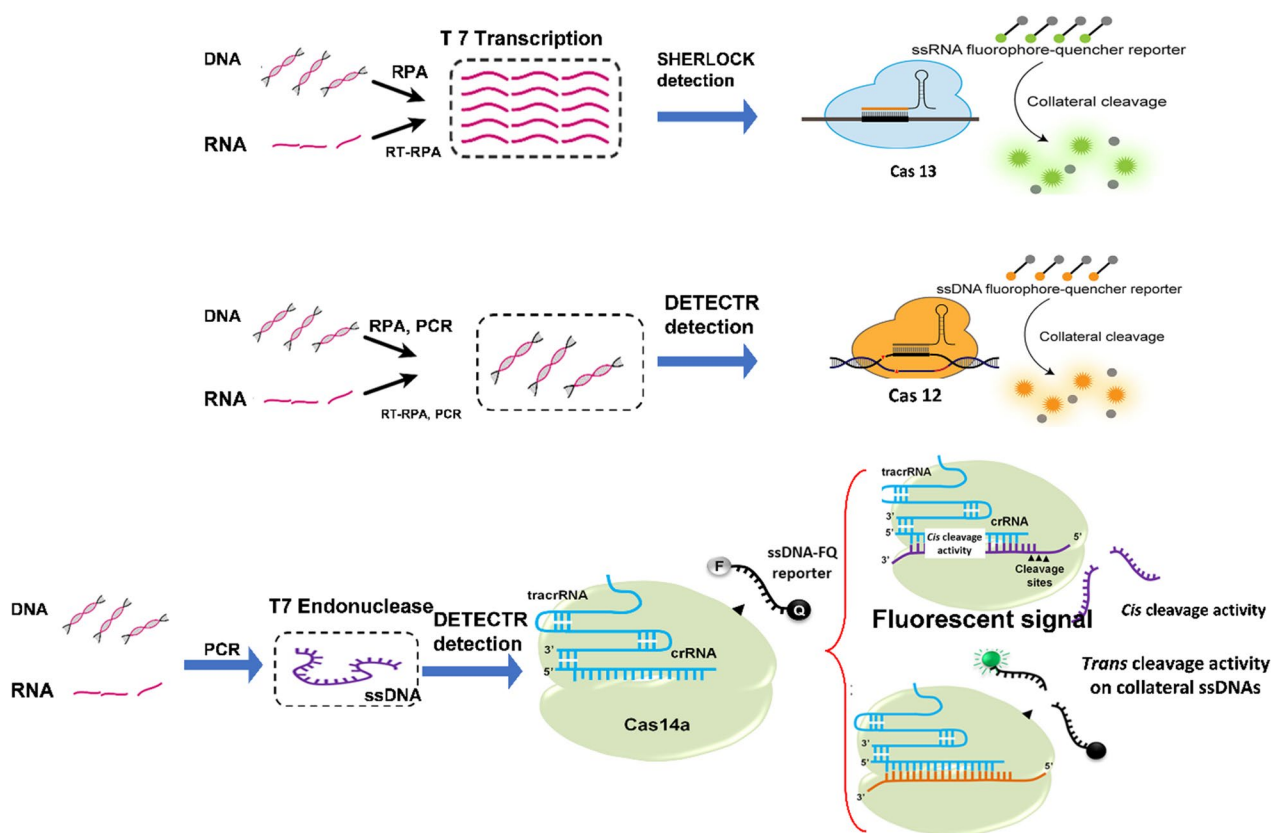 DNA
RNA
RPA
RT-RPA
T 7 Transcription
SHERLOCK
detection
Cas 13
ssRNA fluorophore-quencher reporter
Collateral cleavage
DNA
RNA
RPA, PCR
RT-RPA, PCR
DETECTR
detection
Cas 12
ssDNA fluorophore-quencher reporter
Collateral cleavage
DNA
RNA
PCR
T7 Endonuclease
ssDNA
DETECTR
detection
tracrRNA
crRNA
3'
5'
Cas14a
F
Q
ssDNA-FQ
reporter
tracrRNA
3'
crRNA
5'
Cis cleavage
activity
3'
5'
Cleavage
sites
Fluorescent signal
Cis cleavage activity
Trans cleavage activity
on collateral ssDNAs
:
3'
5'
5'
3'